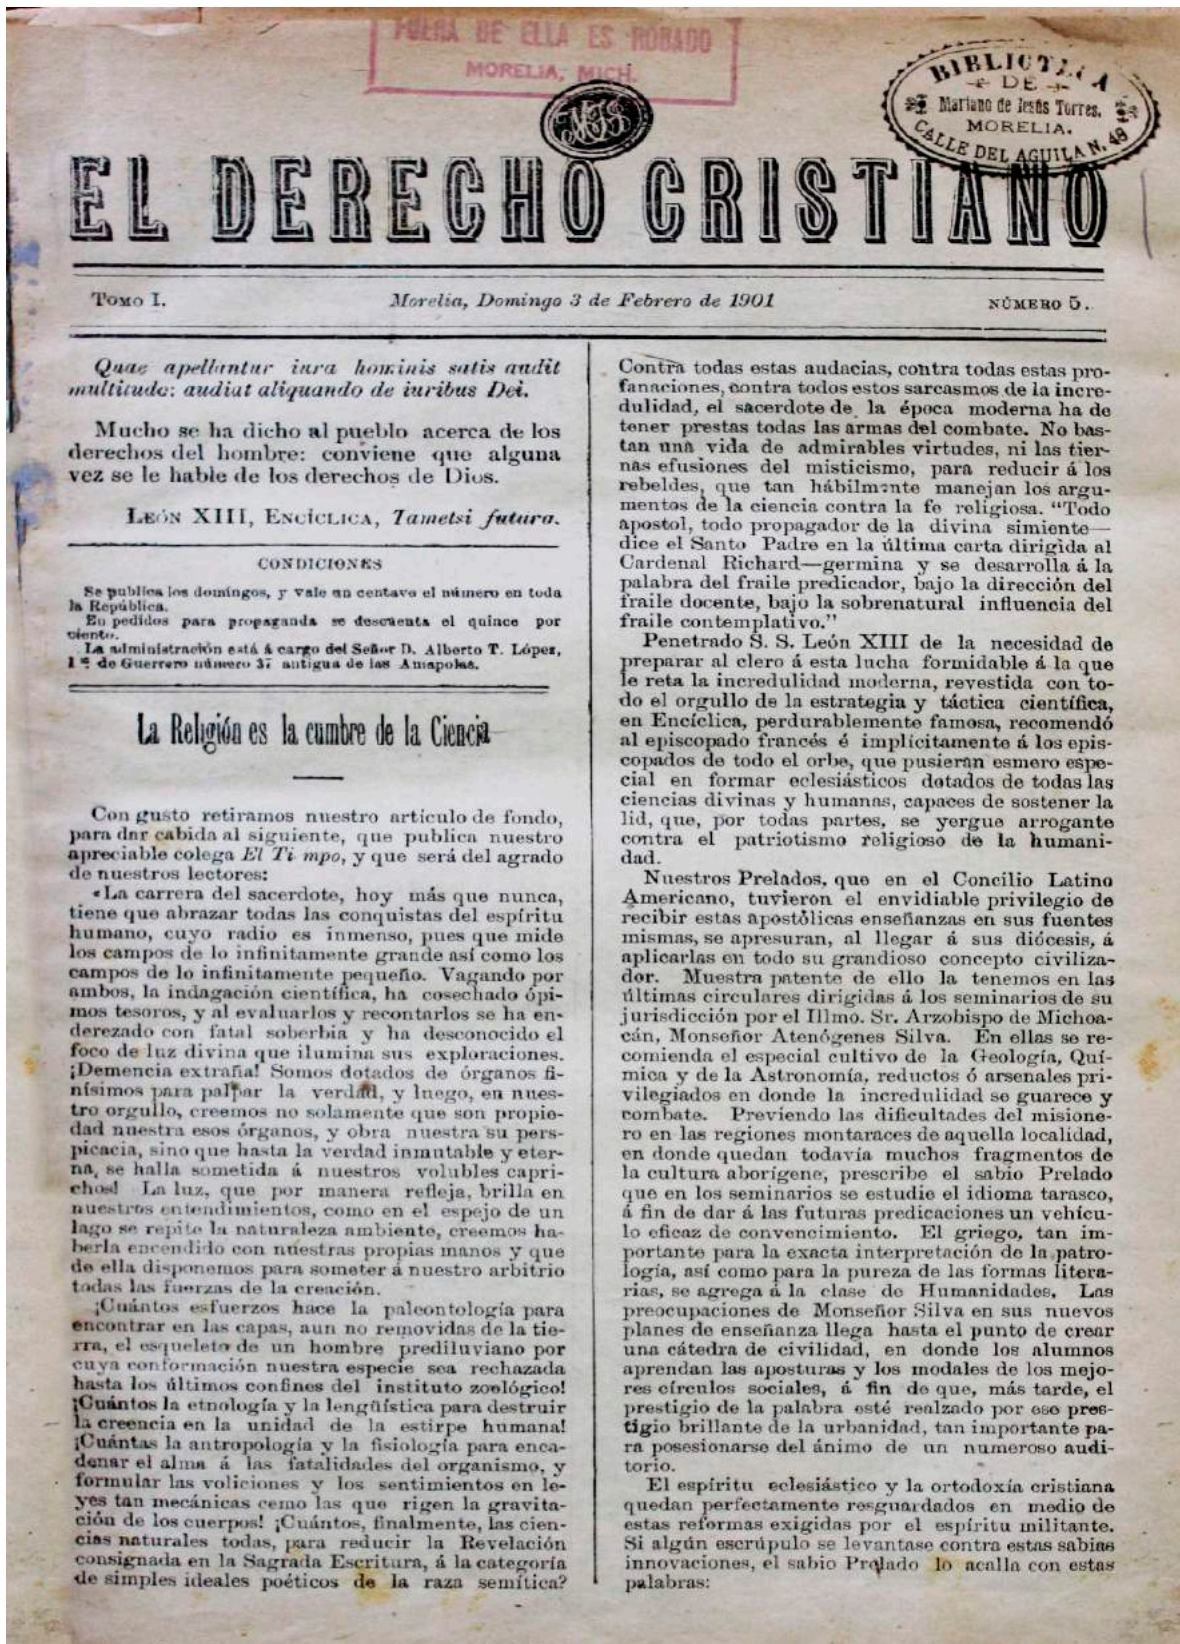 FUERA DE ELLA ES ROBADO
MORELIA, MICH.
BIBLIOTECA
DE
Mariano de Jesús Torres.
MORELIA.
CALLE DEL AGUILA N. 48
MJS
EL DERECHO CRISTIANO
TOMO I.
Morelia, Domingo 3 de Febrero de 1901
NÚMERO 5.
Quae apellantur iura hominis satis audit
multitudo: audiat aliquando de iuribus Dei.
Mucho se ha dicho al pueblo acerca de los
derechos del hombre: conviene que alguna
vez se le hable de los derechos de Dios.
LEÓN XIII, ENCÍCLICA, Tametsi futura.
CONDICIONES
Se publica los domingos, y vale un centavo el número en toda
la República.
En pedidos para propaganda se descuenta el quince por
ciento.
La administración está á cargo del Señor D. Alberto T. López,
1ª de Guerrero número 37 antigua de las Amapolas.
La Religión es la cumbre de la Ciencia
Con gusto retiramos nuestro artículo de fondo,
para dar cabida al siguiente, que publica nuestro
apreciable colega El Ti mpo, y que será del agrado
de nuestros lectores:
«La carrera del sacerdote, hoy más que nunca,
tiene que abrazar todas las conquistas del espíritu
humano, cuyo radio es inmenso, pues que mide
los campos de lo infinitamente grande así como los
campos de lo infinitamente pequeño. Vagando por
ambos, la indagación científica, ha cosechado ópi-
mos tesoros, y al evaluarlos y recontarlos se ha en-
derezado con fatal soberbia y ha desconocido el
foco de luz divina que ilumina sus exploraciones.
¡Demencia extraña! Somos dotados de órganos fi-
nísimos para palpar la verdad, y luego, en nues-
tro orgullo, creemos no solamente que son propie-
dad nuestra esos órganos, y obra nuestra su pers-
picacia, sino que hasta la verdad inmutable y eter-
na, se halla sometida á nuestros volubles capri-
chos! La luz, que por manera refleja, brilla en
nuestros entendimientos, como en el espejo de un
lago se repite la naturaleza ambiente, creemos ha-
berla encendido con nuestras propias manos y que
de ella disponemos para someter á nuestro arbitrio
todas las fuerzas de la creación.
¡Cuántos esfuerzos hace la paleontología para
encontrar en las capas, aun no removidas de la tie-
rra, el esqueleto de un hombre prediluviano por
cuya conformación nuestra especie sea rechazada
hasta los últimos confines del instituto zoológico!
¡Cuántos la etnología y la lengüística para destruir
la creencia en la unidad de la estirpe humana!
¡Cuántas la antropología y la fisiología para enca-
denar el alma á las fatalidades del organismo, y
formular las voliciones y los sentimientos en le-
yes tan mecánicas como las que rigen la gravita-
ción de los cuerpos! ¡Cuántos, finalmente, las cien-
cias naturales todas, para reducir la Revelación
consignada en la Sagrada Escritura, á la categoría
de simples ideales poéticos de la raza semítica?
Contra todas estas audacias, contra todas estas pro-
fanaciones, contra todos estos sarcasmos de la incre-
dulidad, el sacerdote de la época moderna ha de
tener prestas todas las armas del combate. No bas-
tan una vida de admirables virtudes, ni las tier-
nas efusiones del misticismo, para reducir á los
rebeldes, que tan hábilmente manejan los argu-
mentos de la ciencia contra la fe religiosa. "Todo
apostol, todo propagador de la divina simiente—
dice el Santo Padre en la última carta dirigida al
Cardenal Richard—germina y se desarrolla á la
palabra del fraile predicador, bajo la dirección del
fraile docente, bajo la sobrenatural influencia del
fraile contemplativo."
Penetrado S. S. León XIII de la necesidad de
preparar al clero á esta lucha formidable á la que
le reta la incredulidad moderna, revestida con to-
do el orgullo de la estrategia y táctica científica,
en Encíclica, perdurablemente famosa, recomendó
al episcopado francés é implícitamente á los epis-
copados de todo el orbe, que pusieran esmero espe-
cial en formar eclesiásticos dotados de todas las
ciencias divinas y humanas, capaces de sostener la
lid, que, por todas partes, se yergue arrogante
contra el patriotismo religioso de la humani-
dad.
Nuestros Prelados, que en el Concilio Latino
Americano, tuvieron el envidiable privilegio de
recibir estas apostólicas enseñanzas en sus fuentes
mismas, se apresuran, al llegar á sus diócesis, á
aplicarlas en todo su grandioso concepto civiliza-
dor. Muestra patente de ello la tenemos en las
últimas circulares dirigidas á los seminarios de su
jurisdicción por el Illmo. Sr. Arzobispo de Michoa-
cán, Monseñor Atenógenes Silva. En ellas se re-
comienda el especial cultivo de la Geología, Quí-
mica y de la Astronomía, reductos ó arsenales pri-
vilegiados en donde la incredulidad se guarece y
combate. Previendo las dificultades del misione-
ro en las regiones montaraces de aquella localidad,
en donde quedan todavía muchos fragmentos de
la cultura aborígene, prescribe el sabio Prelado
que en los seminarios se estudie el idioma tarasco,
á fin de dar á las futuras predicaciones un vehícu-
lo eficaz de convencimiento. El griego, tan im-
portante para la exacta interpretación de la patro-
logía, así como para la pureza de las formas litera-
rias, se agrega á la clase de Humanidades. Las
preocupaciones de Monseñor Silva en sus nuevos
planes de enseñanza llega hasta el punto de crear
una cátedra de civilidad, en donde los alumnos
aprendan las aposturas y los modales de los mejo-
res círculos sociales, á fin de que, más tarde, el
prestigio de la palabra esté realzado por ese pres-
tigio brillante de la urbanidad, tan importante pa-
ra posesionarse del ánimo de un numeroso audi-
torio.
El espíritu eclesiástico y la ortodoxía cristiana
quedan perfectamente resguardados en medio de
estas reformas exigidas por el espíritu militante.
Si algún escrúpulo se levantase contra estas sabias
innovaciones, el sabio Prelado lo acalla con estas
palabras: